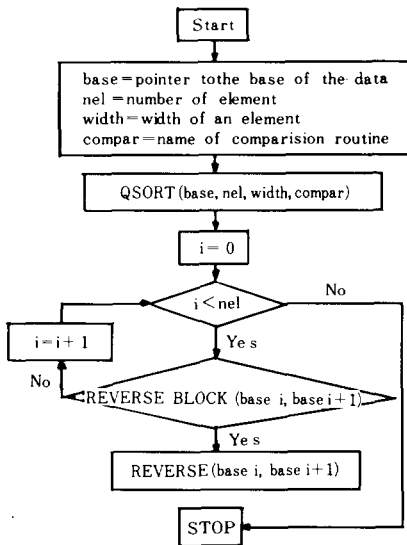 Start
base=pointer tothe base of the data
nel=number of element
width=width of an element
compar=name of comparision routine
QSORT(base, nel, width, compar)
i=0
i<nel
No
i=i+1
Yes
No
REVERSE BLOCK (base i, base i+1)
Yes
REVERSE(base i, base i+1)
STOP